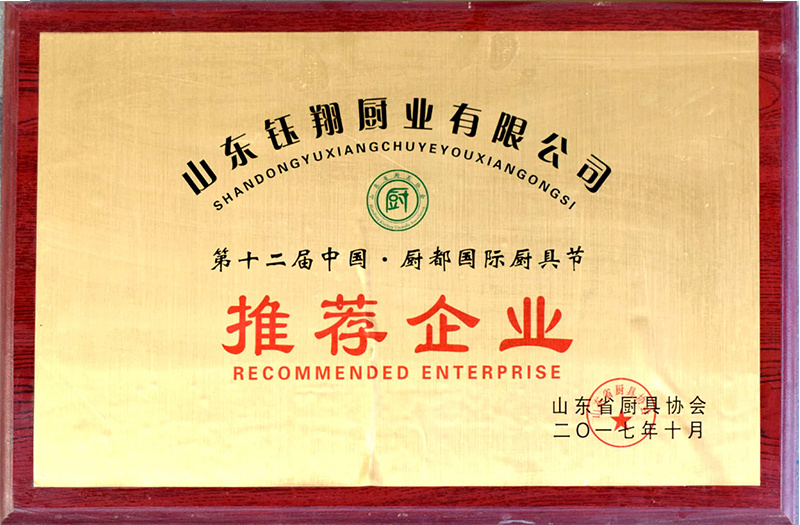 山东钰翔厨业有限公司
SHANDONGYUXIANGCHUYEYOUXIANGONGSI
厨
第十二届中国·厨都国际厨具节
推荐企业
RECOMMENDED ENTERPRISE
山东省厨具协会
二〇一七年十月